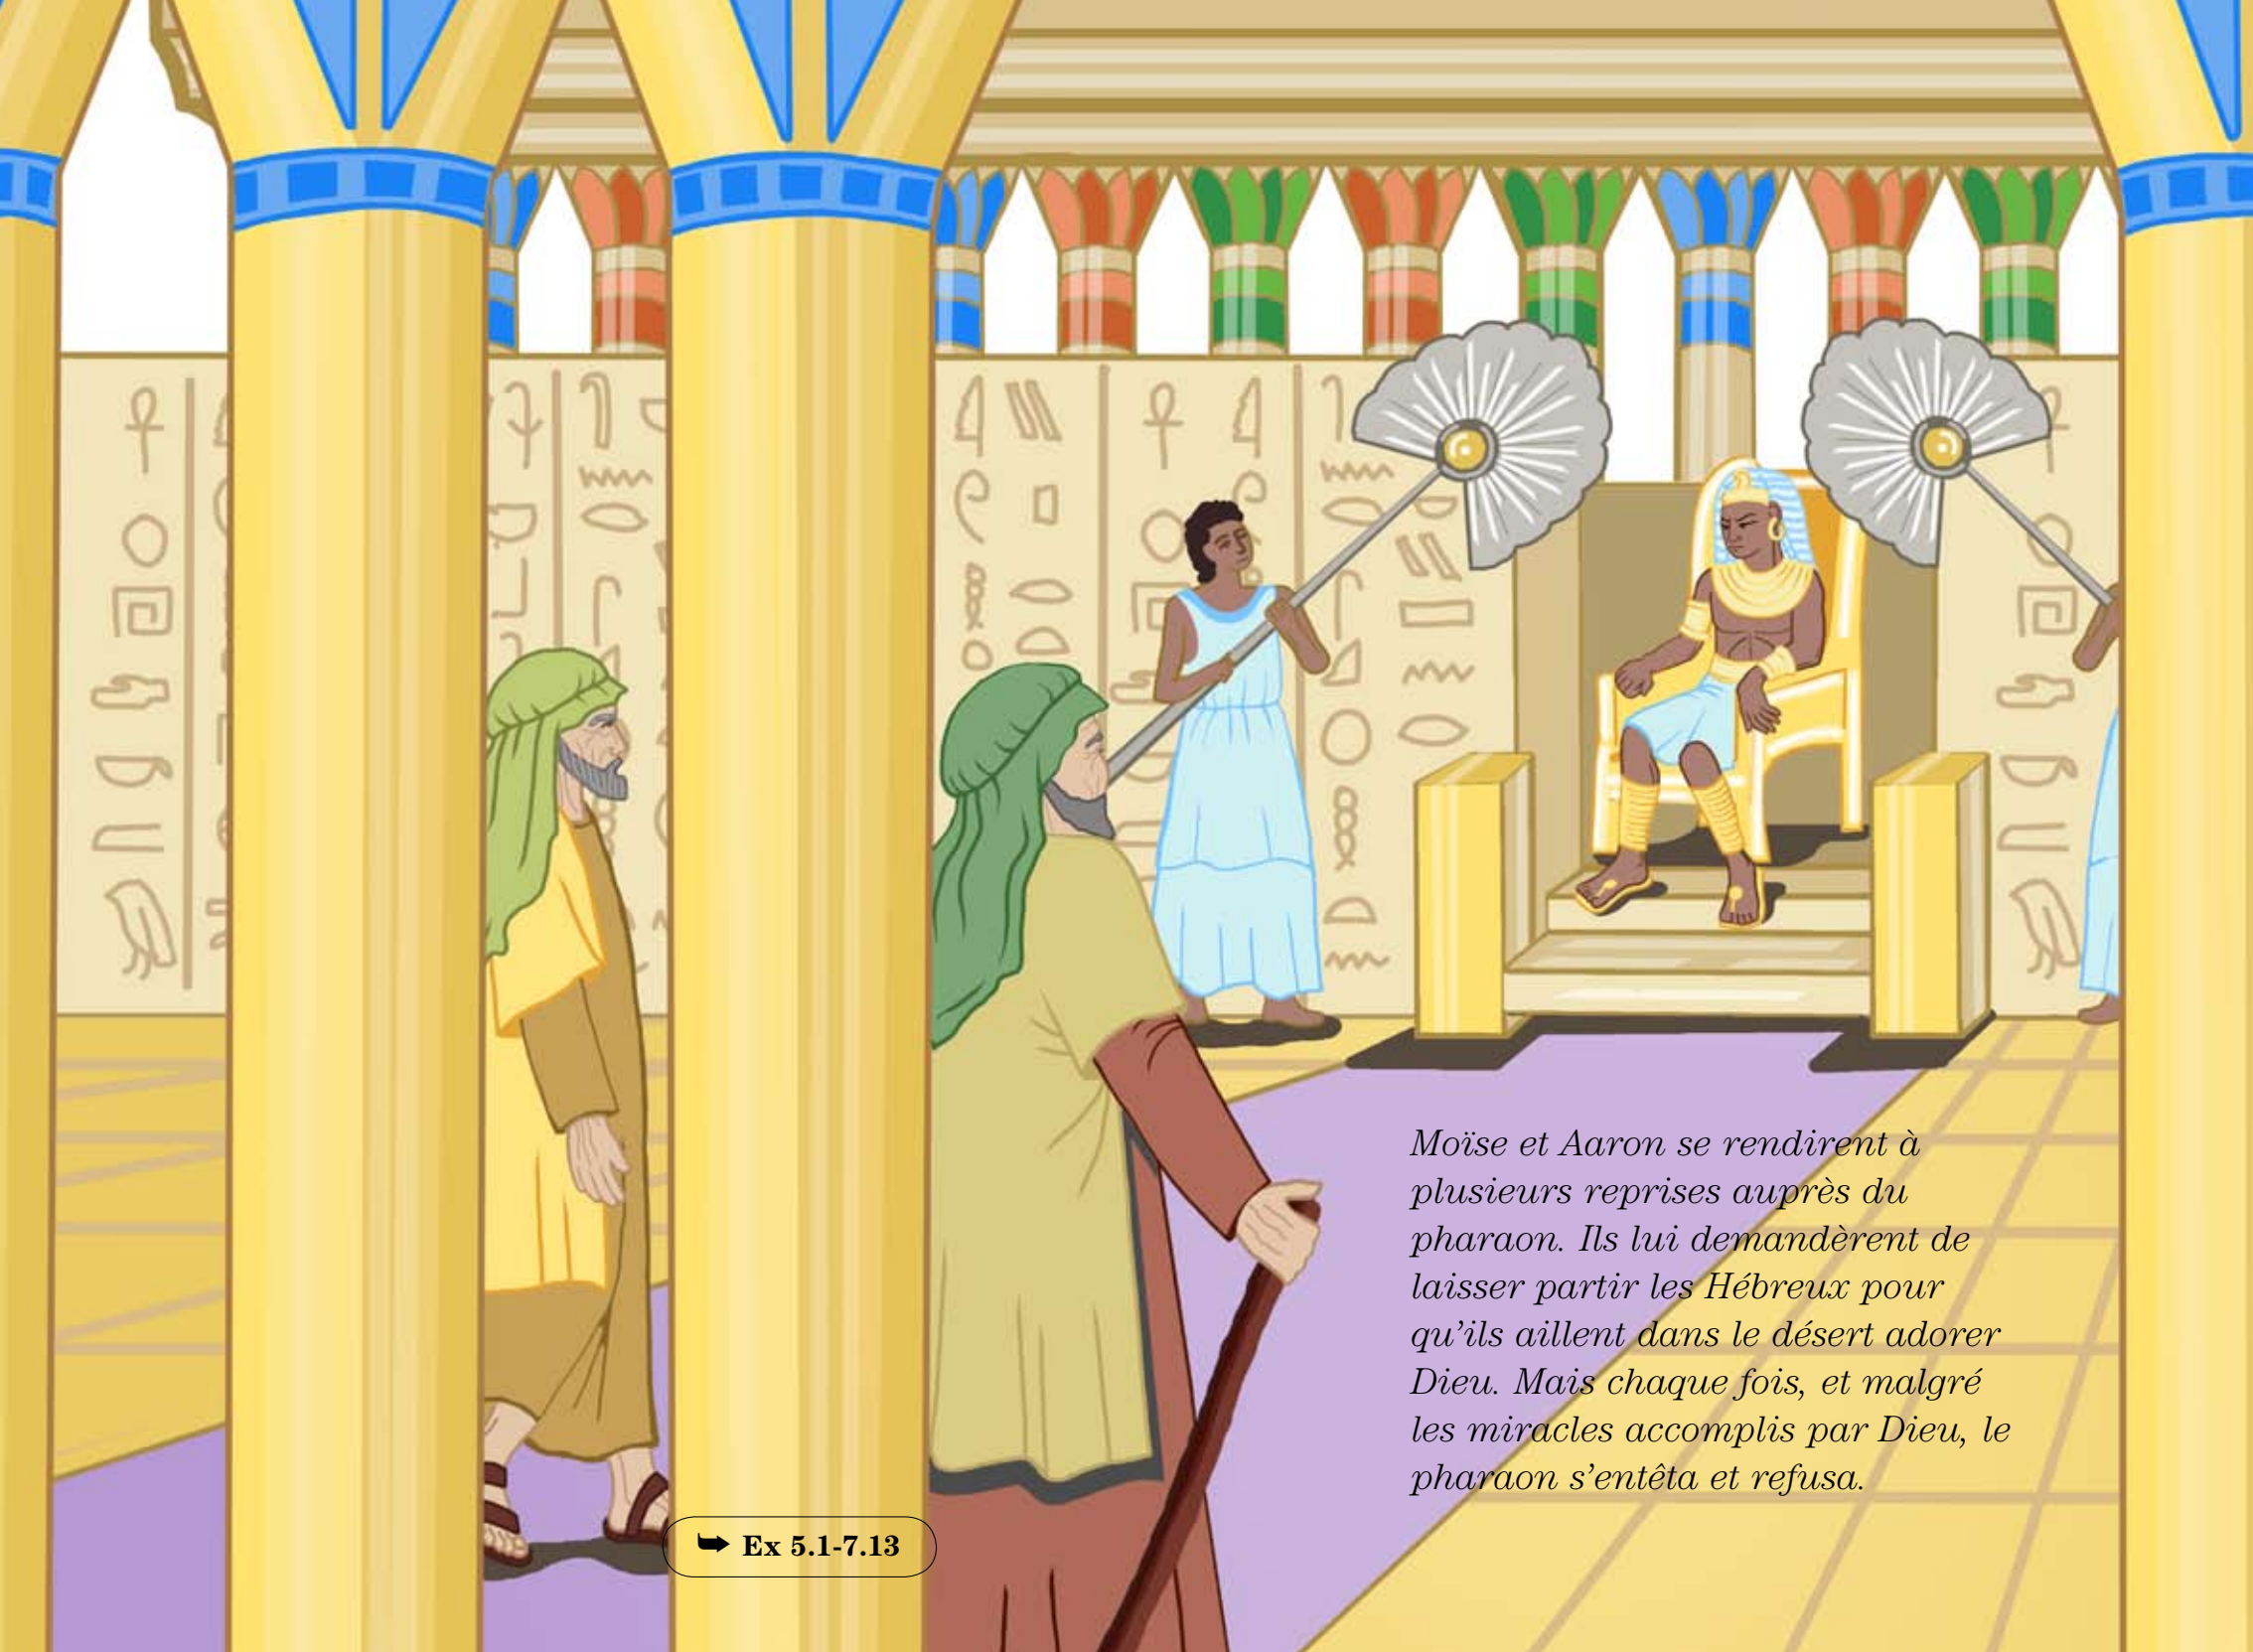 Moïse et Aaron se rendirent à
plusieurs reprises auprès du
pharaon. Ils lui demandèrent de
laisser partir les Hébreux pour
qu’ils aillent dans le désert adorer
Dieu. Mais chaque fois, et malgré
les miracles accomplis par Dieu, le
pharaon s’entêta et refusa.
➥ Ex 5.1-7.13